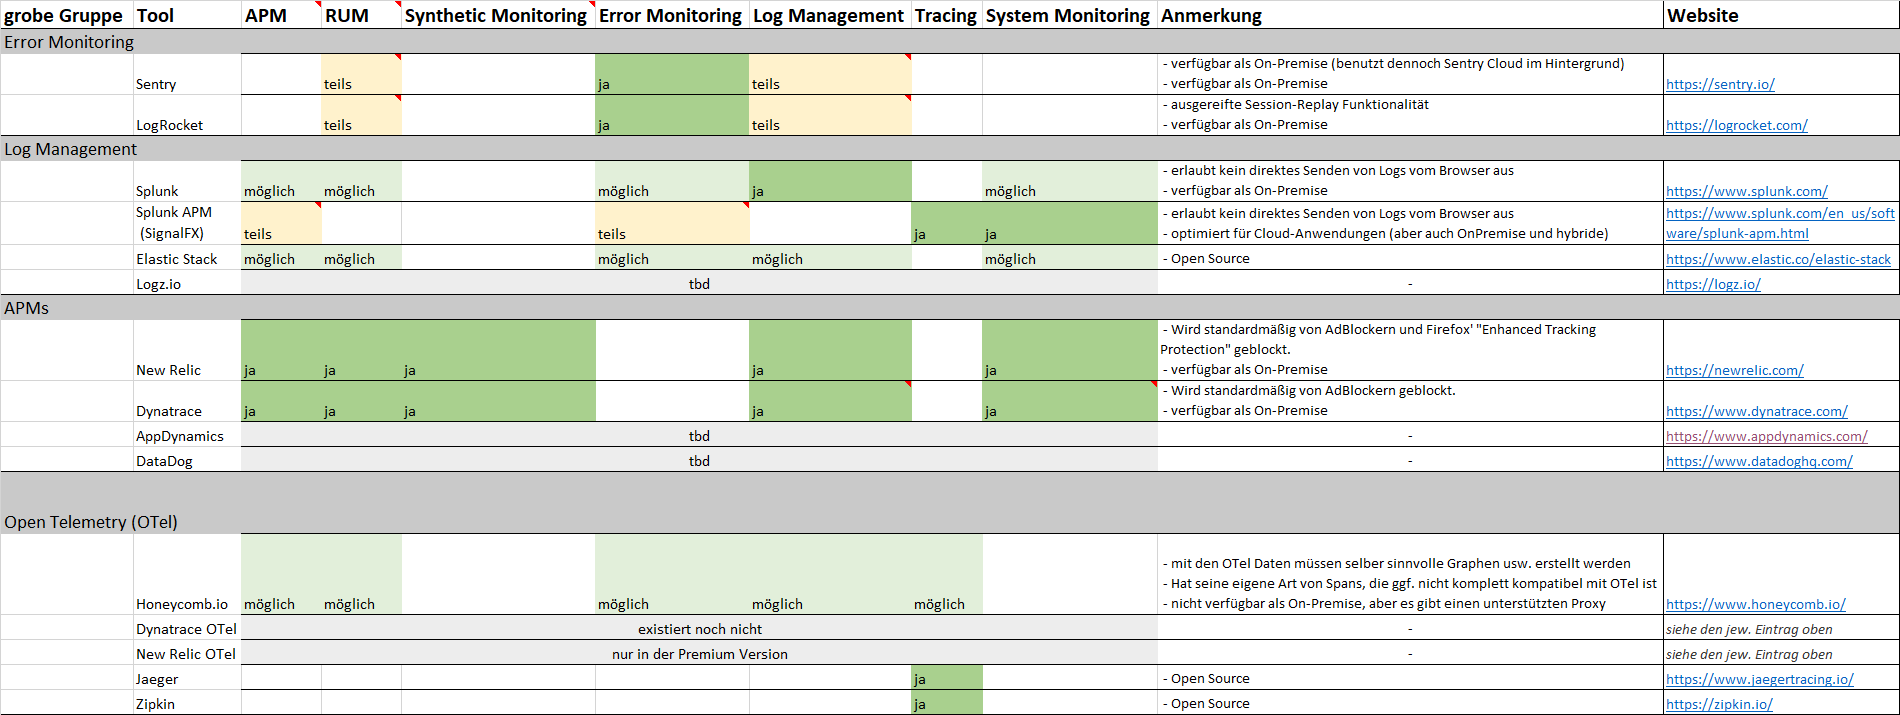 grobe Gruppe Tool APM RUM Synthetic Monitoring Error Monitoring Log Management Tracing System Monitoring Anmerkung Website
Error Monitoring
- verfügbar als On-Premise (benutzt dennoch Sentry Cloud im Hintergrund)
Sentry teils ja teils - verfügbar als On-Premise https://sentry.io/
- ausgereifte Session-Replay Funktionalität
LogRocket teils ja teils - verfügbar als On-Premise https://logrocket.com/
Log Management
- erlaubt kein direktes Senden von Logs vom Browser aus
Splunk möglich möglich möglich ja möglich - verfügbar als On-Premise https://www.splunk.com/
Splunk APM - erlaubt kein direktes Senden von Logs vom Browser aus https://www.splunk.com/en_us/soft
(SignalFX) teils teils ja ja - optimiert für Cloud-Anwendungen (aber auch OnPremise und hybride) ware/splunk-apm.html
Elastic Stack möglich möglich möglich möglich möglich - Open Source https://www.elastic.co/elastic-stack
Logz.io tbd - https://logz.io/
APMs
- Wird standardmäßig von AdBlockern und Firefox' "Enhanced Tracking
Protection" geblockt.
New Relic ja ja ja ja ja - verfügbar als On-Premise https://newrelic.com/
- Wird standardmäßig von AdBlockern geblockt.
Dynatrace ja ja ja ja ja - verfügbar als On-Premise https://www.dynatrace.com/
AppDynamics tbd - https://www.appdynamics.com/
DataDog tbd - https://www.datadoghq.com/
Open Telemetry (OTel)
- mit den OTel Daten müssen selber sinnvolle Graphen usw. erstellt werden
- Hat seine eigene Art von Spans, die ggf. nicht komplett kompatibel mit OTel ist
Honeycomb.io möglich möglich möglich möglich möglich - nicht verfügbar als On-Premise, aber es gibt einen unterstützten Proxy https://www.honeycomb.io/
Dynatrace OTel existiert noch nicht - siehe den jew. Eintrag oben
New Relic OTel nur in der Premium Version - siehe den jew. Eintrag oben
Jaeger ja - Open Source https://www.jaegertracing.io/
Zipkin ja - Open Source https://zipkin.io/